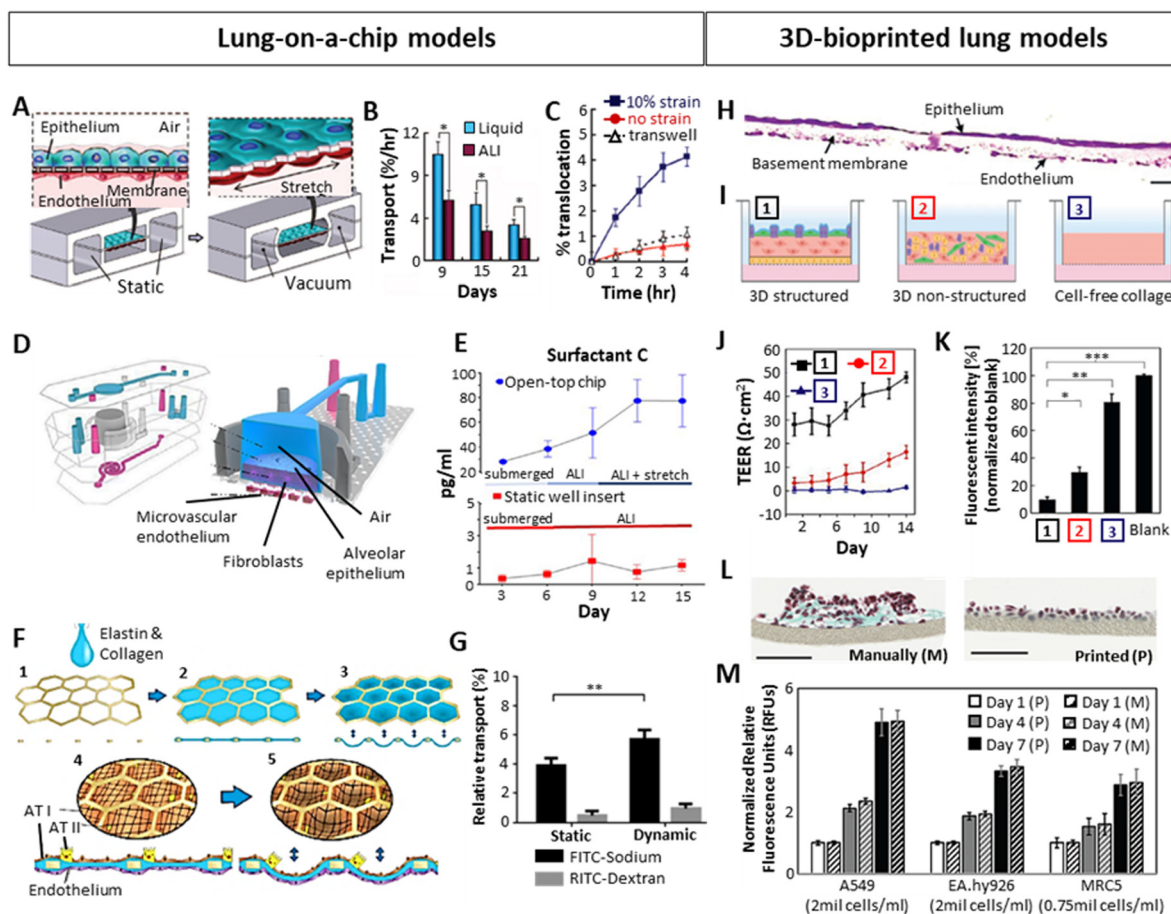 Lung-on-a-chip models
3D-bioprinted lung models
A
Epithelium
Air
Membrane
Endothelium
Stretch
Static
Vacuum
B
Transport (%/hr)
12
8
4
0
Liquid
ALI
*
*
*
9 15 21
Days
C
10% strain
no strain
transwell
% translocation
6
5
4
3
2
1
0
0 1 2 3 4
Time (hr)
H
Epithelium
Basement membrane
Endothelium
I
1
2
3
3D structured
3D non-structured
Cell-free collage
D
Microvascular
endothelium
Fibroblasts
Air
Alveolar
epithelium
E
Surfactant C
100
80
60
40
20
Open-top chip
submerged
ALI
ALI + stretch
pg/ml
5
4
3
2
1
0
Static well insert
submerged
ALI
3 6 9 12 15
Day
J
1 2
3
TEER (Ω·cm²)
60
50
40
30
20
10
0
-10
0 5 10 14
Day
K
Fluorescent intensity [%]
(normalized to blank)
120
100
80
60
40
20
0
***
**
*
1 2 3 Blank
F
Elastin &
Collagen
1
2
3
4
5
AT I
AT II
Endothelium
G
Relative transport (%)
10
8
6
4
2
0
**
Static
Dynamic
FITC-Sodium
RITC-Dextran
L
Manually (M)
Printed (P)
M
Normalized Relative
Fluorescence Units (RFUs)
8
6
4
2
0
Day 1 (P) Day 1 (M)
Day 4 (P) Day 4 (M)
Day 7 (P) Day 7 (M)
A549
(2mil cells/ml)
EA.hy926
(2mil cells/ml)
MRC5
(0.75mil cells/ml)